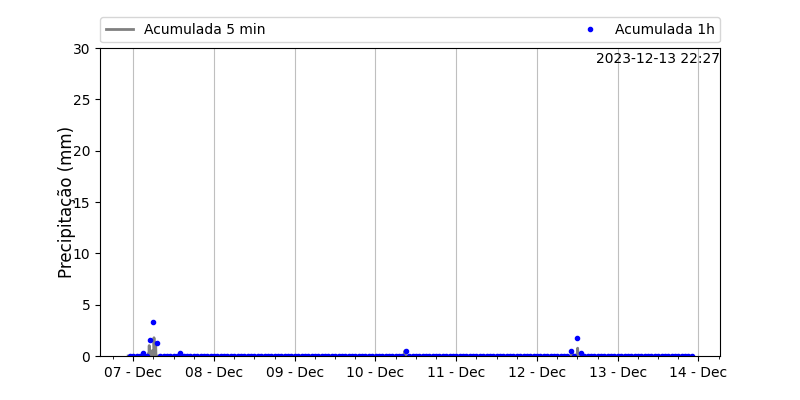 Acumulada 5 min
Acumulada 1h
2023-12-13 22:27
Precipitação (mm)
30
25
20
15
10
5
0
07 - Dec
08 - Dec
09 - Dec
10 - Dec
11 - Dec
12 - Dec
13 - Dec
14 - Dec